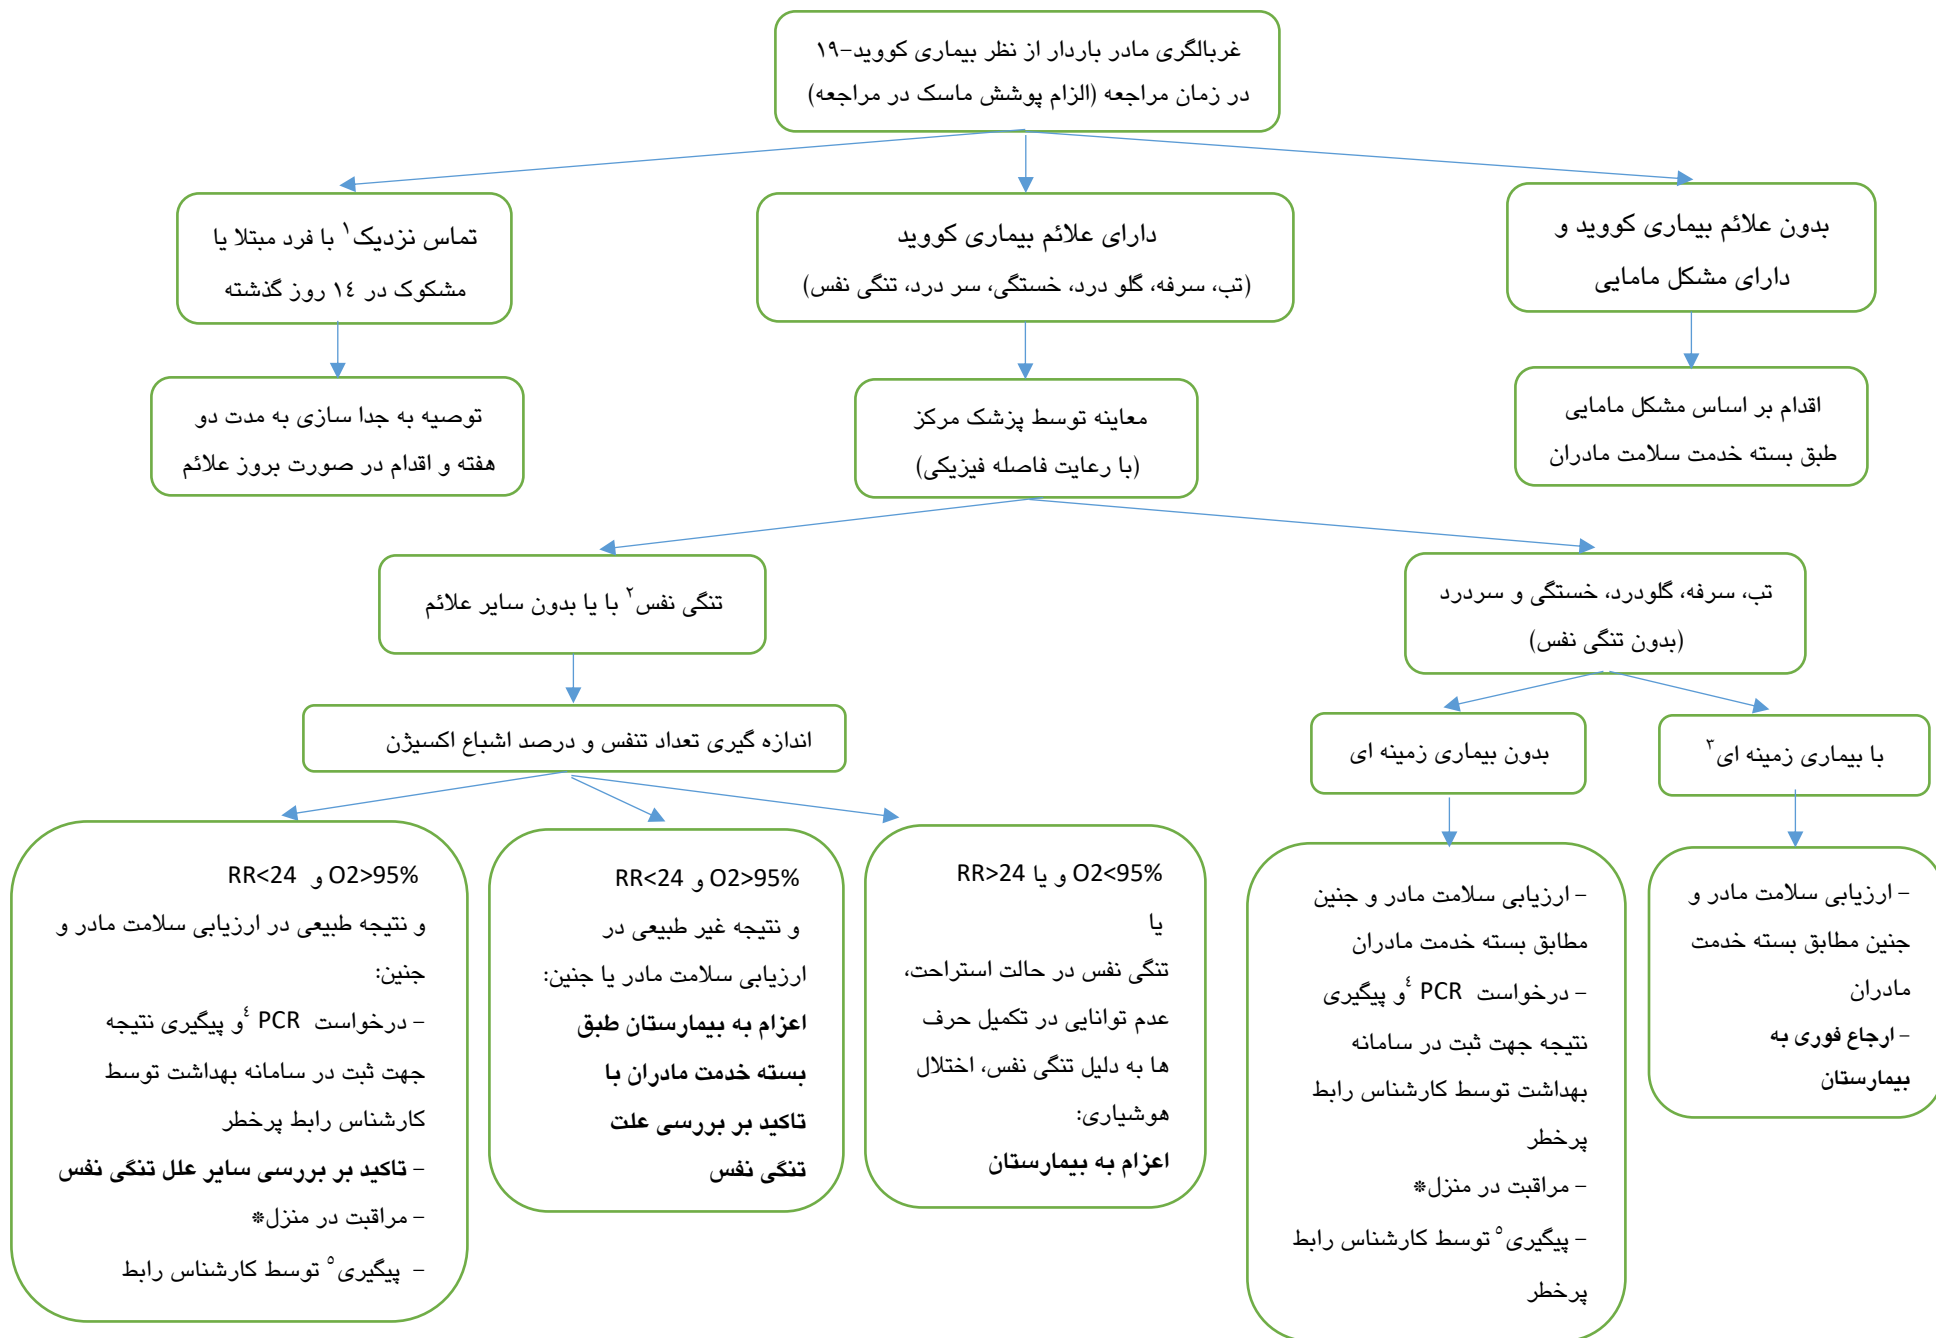 غربالگری مادر باردار از نظر بیماری کووید-۱۹
در زمان مراجعه (الزام پوشش ماسک در مراجعه)
بدون علائم بیماری کووید و
دارای مشکل مامایی
دارای علائم بیماری کووید
(تب، سرفه، گلو درد، خستگی، سر درد، تنگی نفس)
تماس نزدیک۱ با فرد مبتلا یا
مشکوک در ١٤ روز گذشته
اقدام بر اساس مشکل مامایی
طبق بسته خدمت سلامت مادران
معاینه توسط پزشک مرکز
(با رعایت فاصله فیزیکی)
توصیه به جدا سازی به مدت دو
هفته و اقدام در صورت بروز علائم
تب، سرفه، گلودرد، خستگی و سردرد
(بدون تنگی نفس)
تنگی نفس۲ با یا بدون سایر علائم
با بیماری زمینه ای۳
بدون بیماری زمینه ای
اندازه گیری تعداد تنفس و درصد اشباع اکسیژن
- ارزیابی سلامت مادر و
جنین مطابق بسته خدمت
مادران
- ارجاع فوری به
بیمارستان
- ارزیابی سلامت مادر و جنین
مطابق بسته خدمت مادران
- درخواست PCR ٤و پیگیری
نتیجه جهت ثبت در سامانه
بهداشت توسط کارشناس رابط
پرخطر
- مراقبت در منزل*
- پیگیری٥ توسط کارشناس رابط
پرخطر
O2<95% و یا RR>24
یا
تنگی نفس در حالت استراحت،
عدم توانایی در تکمیل حرف
ها به دلیل تنگی نفس، اختلال
هوشیاری:
اعزام به بیمارستان
O2>95% و RR<24
و نتیجه غیر طبیعی در
ارزیابی سلامت مادر یا جنین:
اعزام به بیمارستان طبق
بسته خدمت مادران با
تاکید بر بررسی علت
تنگی نفس
O2>95% و RR<24
و نتیجه طبیعی در ارزیابی سلامت مادر و
جنین:
- درخواست PCR ٤و پیگیری نتیجه
جهت ثبت در سامانه بهداشت توسط
کارشناس رابط پرخطر
- تاکید بر بررسی سایر علل تنگی نفس
- مراقبت در منزل*
- پیگیری٥ توسط کارشناس رابط